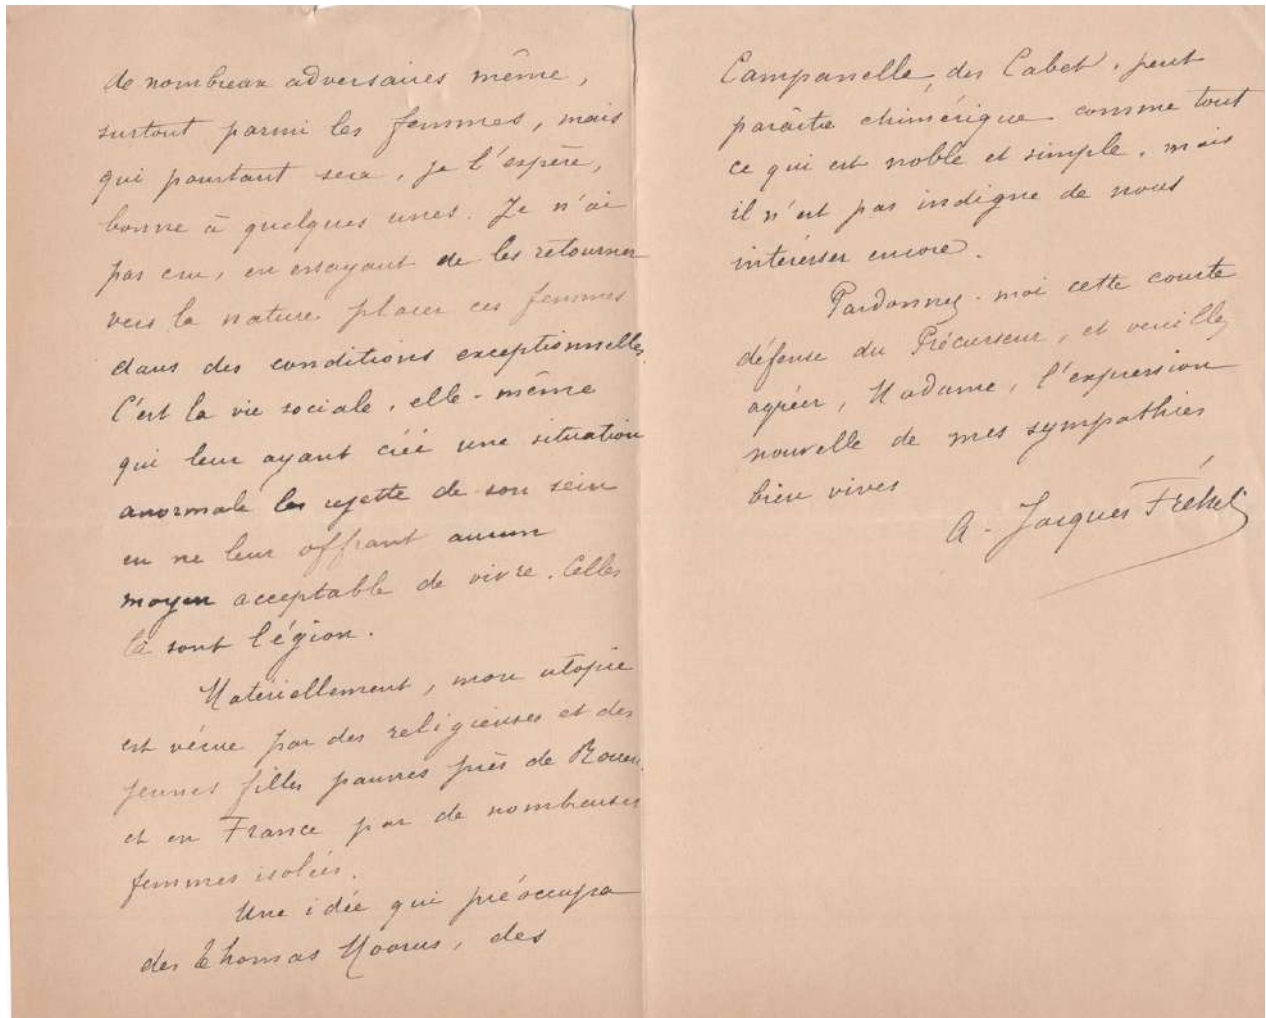 de nombreux adversaires même,
surtout parmi les femmes, mais
qui pourtant sera, je l'espère,
bonne à quelques unes. Je n'ai
pas cru, en essayant de les retourner
vers la nature placer ces femmes
dans des conditions exceptionnelles.
C'est la vie sociale, elle-même
qui leur ayant créé une situation
anormale les rejette de son sein
en ne leur offrant aucun
moyen acceptable de vivre. Celles
là sont légion.
Matériellement, mon utopie
est vécue par des religieuses et des
jeunes filles pauvres près de Rouen,
et en France par de nombreuses
femmes isolées.
Une idée qui préoccupa
des Thomas Moorus, des
Campanelle, des Cabet, peut
paraître chimérique comme tout
ce qui est noble et simple, mais
il n'est pas indigne de nous
intéresser encore.
Pardonnez-moi cette courte
défense du Précurseur, et veuillez
agréer, Madame, l'expression
nouvelle de mes sympathies
bien vives
A-Jacques Fréhel